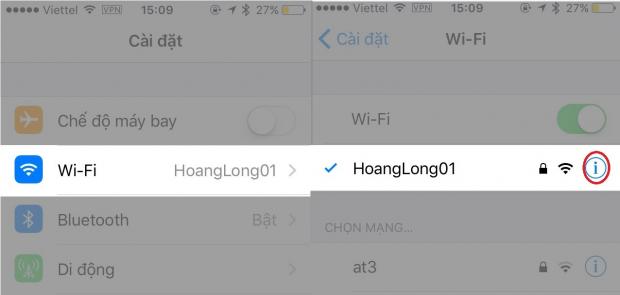 Viettel VPN 15:09 27%
Cài đặt
Chế độ máy bay
Wi-Fi HoangLong01
Bluetooth Bật
Di động
Viettel VPN 15:09 27%
Cài đặt Wi-Fi
Wi-Fi
HoangLong01
CHỌN MẠNG...
at3